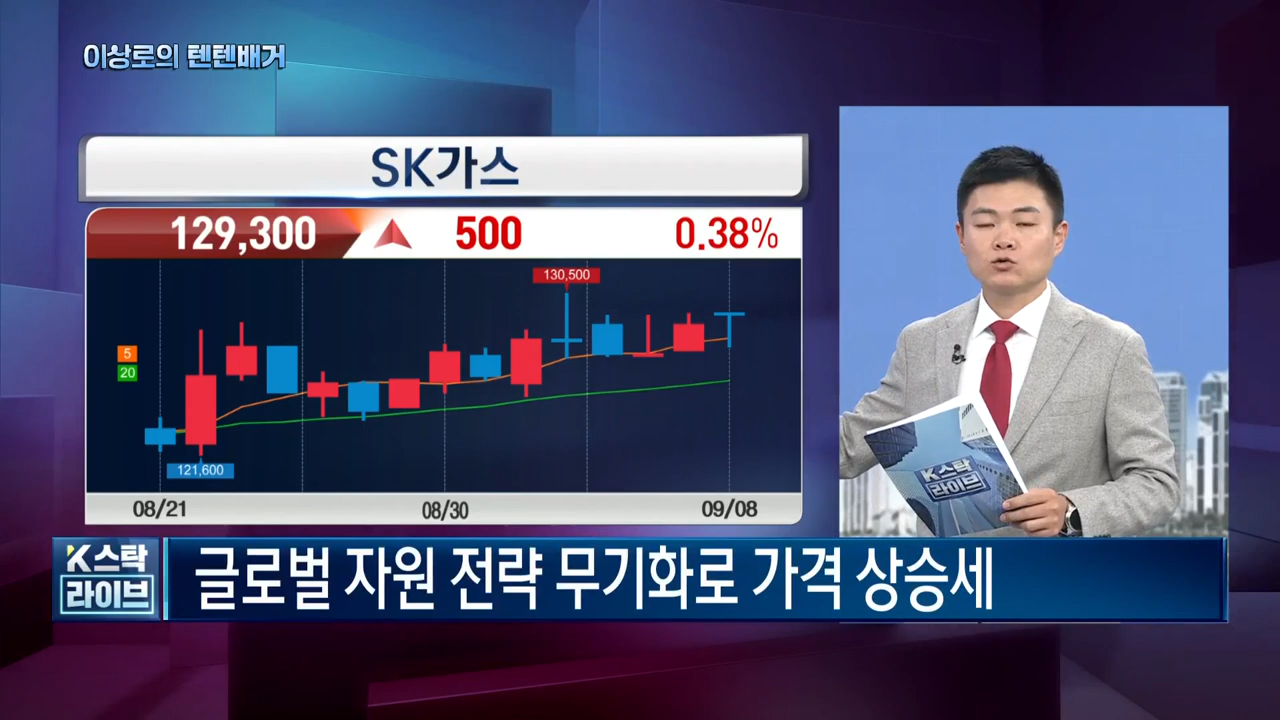 이상로의 텐텐배거
SK가스
129,300 ▲ 500 0.38%
130,500
5
20
121,600
08/21 08/30 09/08
K스탁
라이브
K스탁
라이브
글로벌 자원 전략 무기화로 가격 상승세